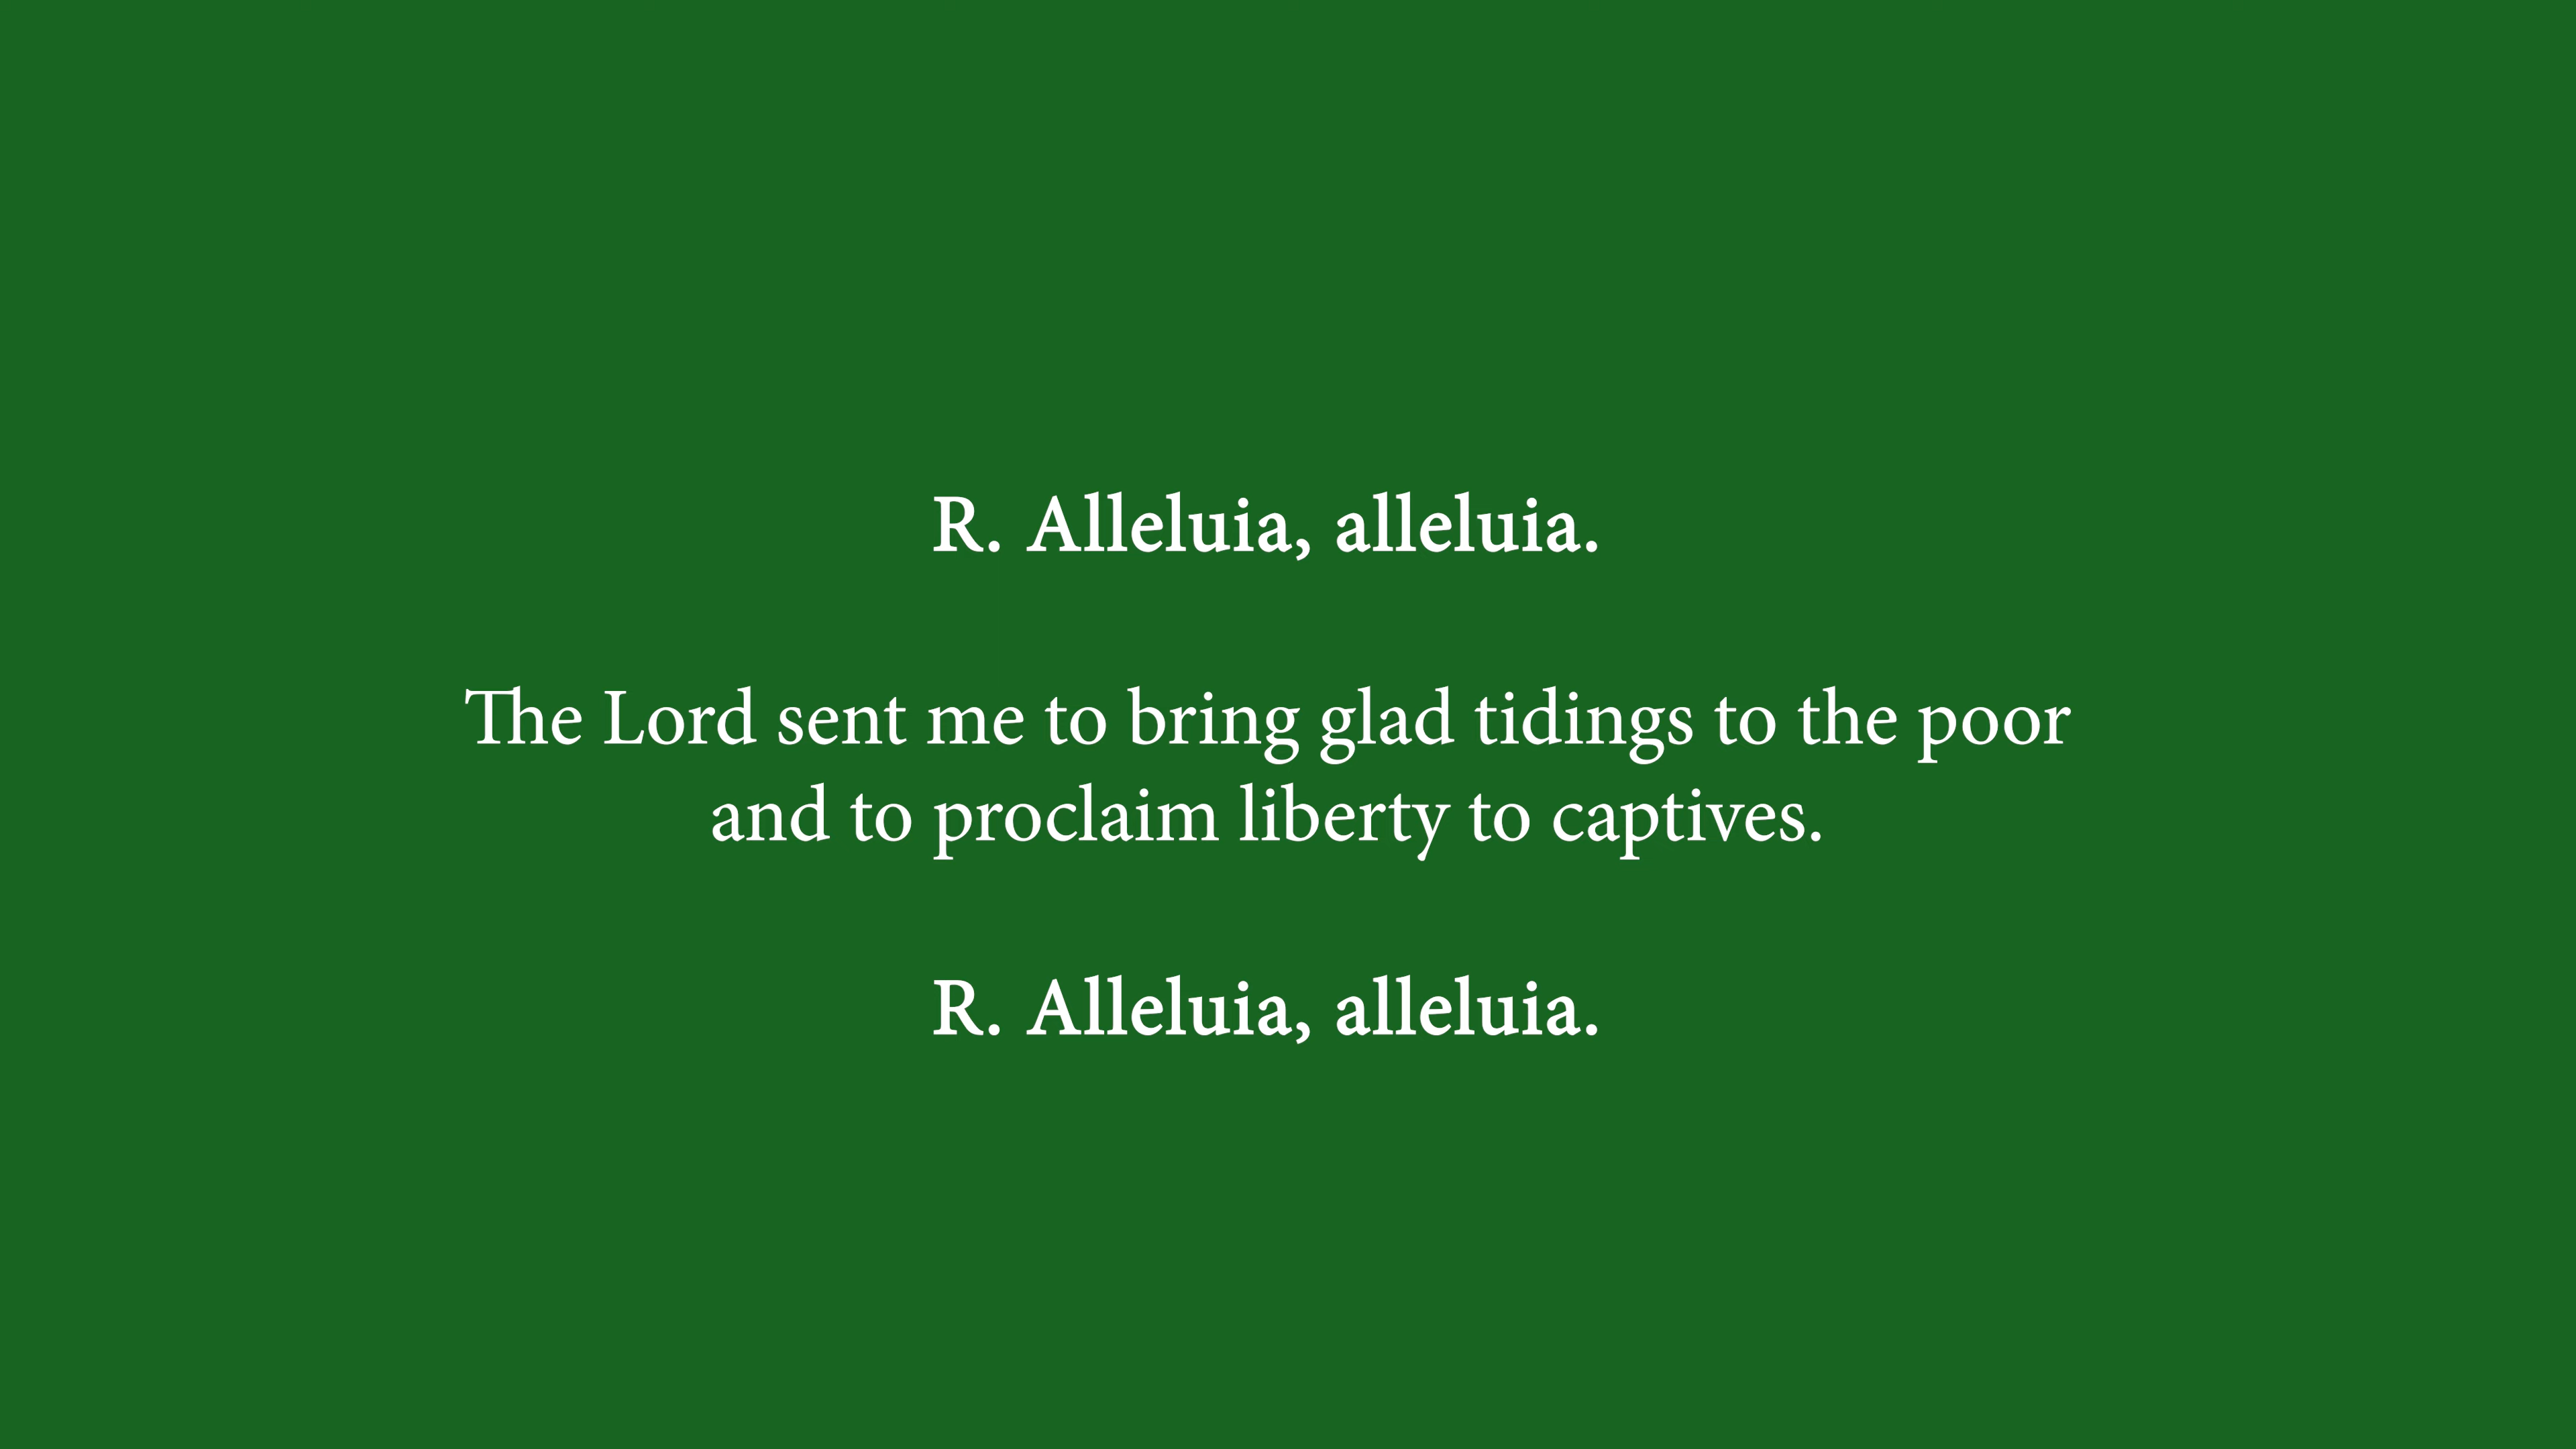 R. Alleluia, alleluia.
The Lord sent me to bring glad tidings to the poor
and to proclaim liberty to captives.
R. Alleluia, alleluia.